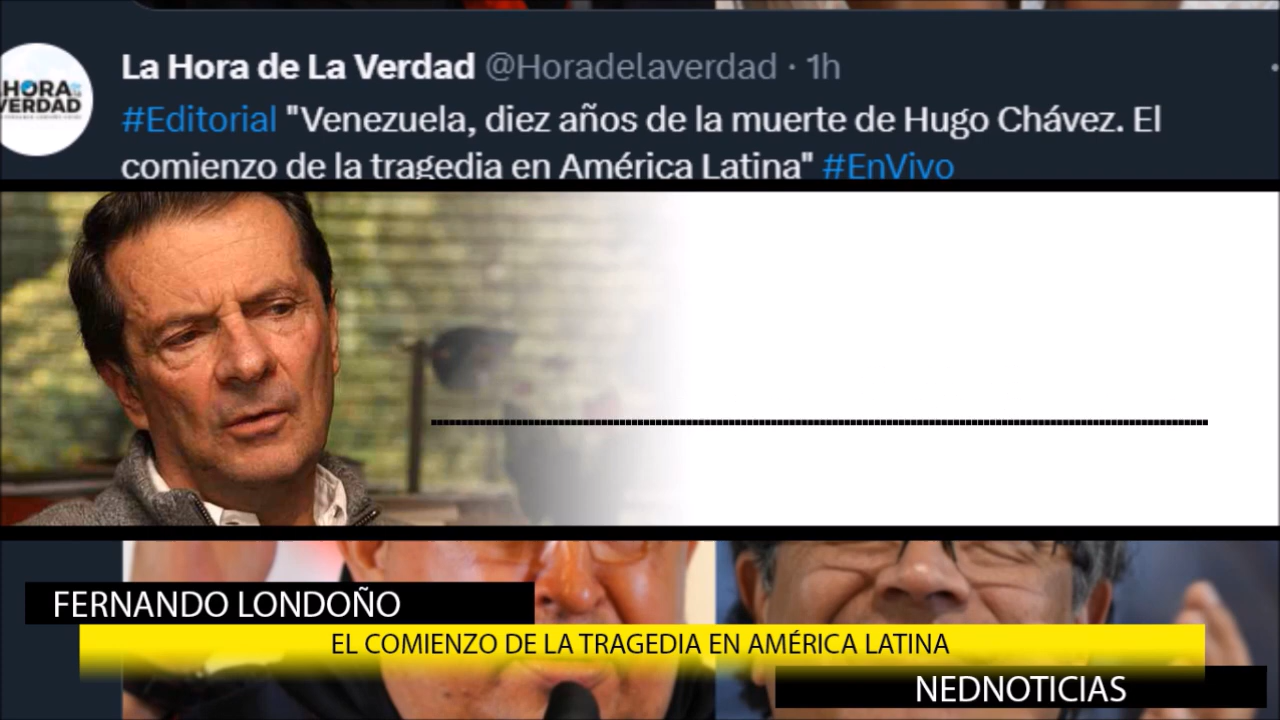 La Hora de La Verdad @Horadelaverdad · 1h
HORA
VERDAD
#Editorial "Venezuela, diez años de la muerte de Hugo Chávez. El
comienzo de la tragedia en América Latina" #EnVivo
FERNANDO LONDOÑO
EL COMIENZO DE LA TRAGEDIA EN AMÉRICA LATINA
NEDNOTICIAS